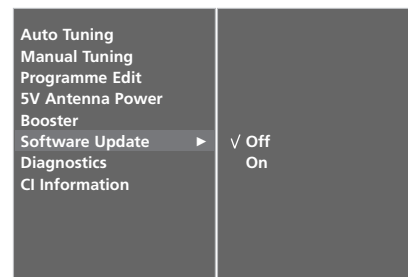 Auto Tuning
Manual Tuning
Programme Edit
5V Antenna Power
Booster
Software Update ► √ Off
Diagnostics On
CI Information